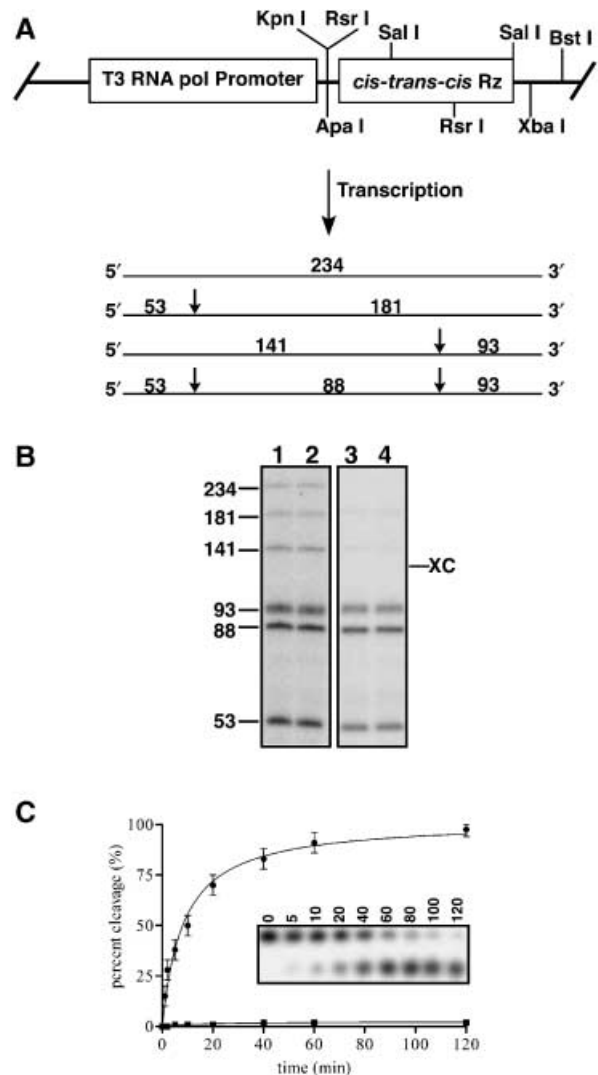 A
Kpn I Rsr I
Sal I Sal I
Bst I
T3 RNA pol Promoter
cis-trans-cis Rz
Apa I Rsr I Xba I
Transcription
5′ 234 3′
5′ 53 181 3′
5′ 141 93 3′
5′ 53 88 93 3′
B
1 2 3 4
234
181
141
XC
93
88
53
C
100
75
50
25
0
percent cleavage (%)
0 5 10 20 40 60 80 100 120
0 20 40 60 80 100 120
time (min)